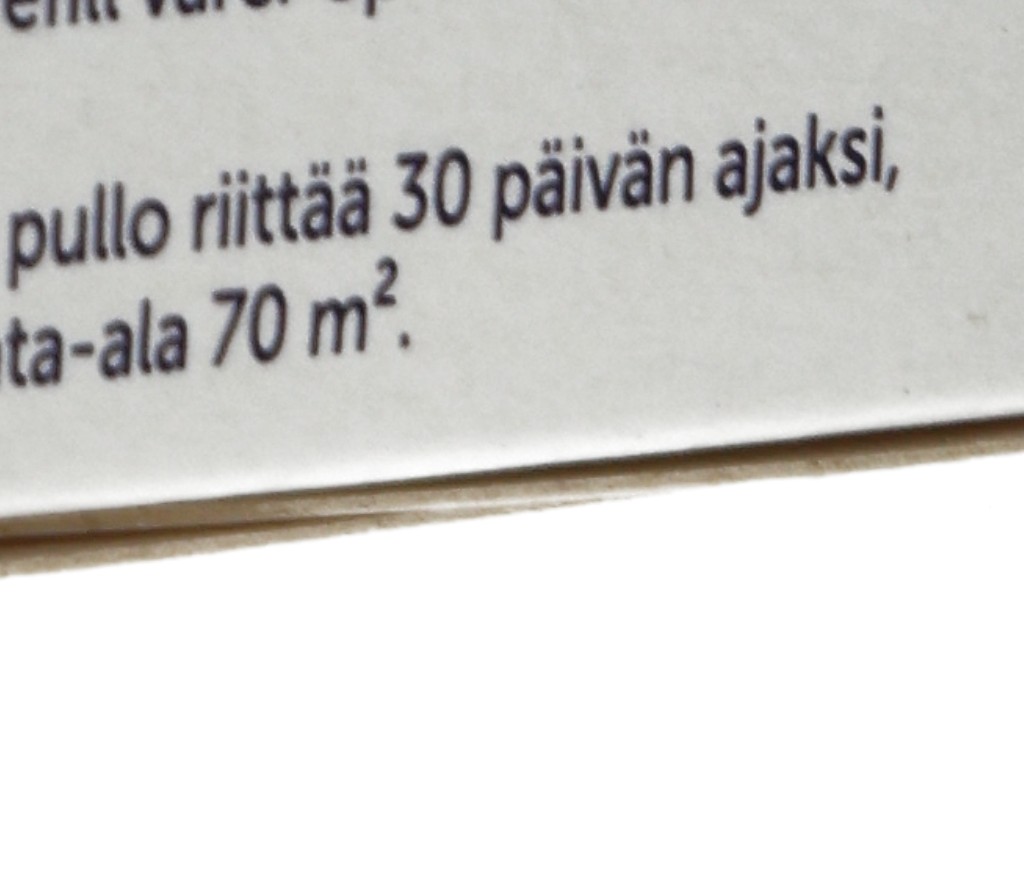 pullo riittää 30 päivän ajaksi,
ta-ala 70 m².